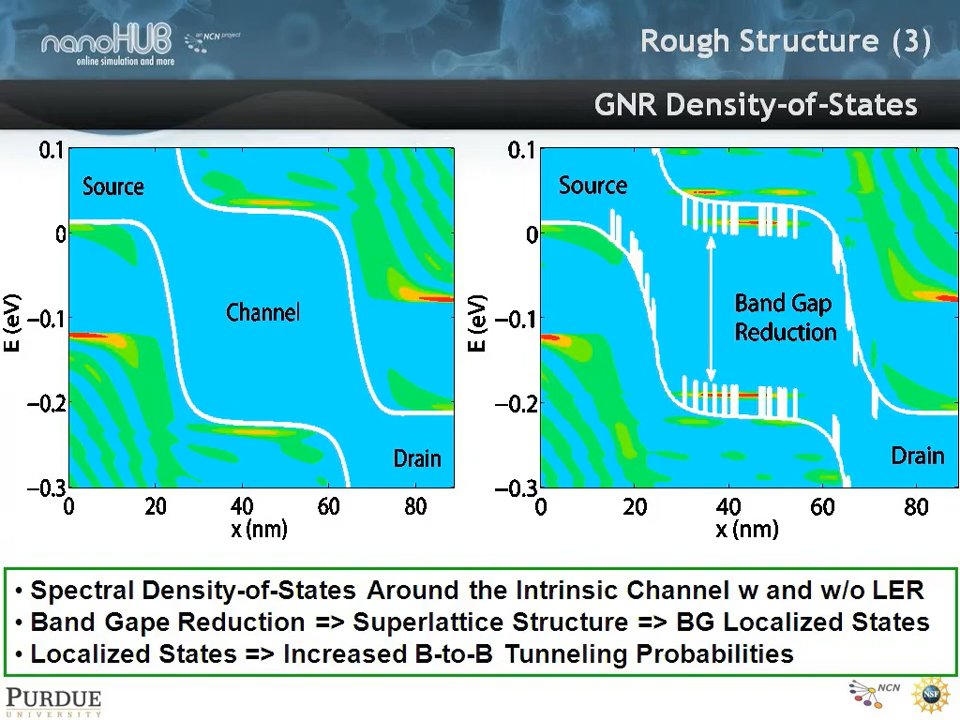 nanoHUB
an NCN project
online simulation and more
Rough Structure (3)
GNR Density-of-States
0.1
0
−0.1
−0.2
−0.3
E (eV)
Source
Channel
Drain
0 20 40 60 80
x (nm)
0.1
0
−0.1
−0.2
−0.3
E (eV)
Source
Band Gap
Reduction
Drain
0 20 40 60 80
x (nm)
• Spectral Density-of-States Around the Intrinsic Channel w and w/o LER
• Band Gape Reduction => Superlattice Structure => BG Localized States
• Localized States => Increased B-to-B Tunneling Probabilities
PURDUE
UNIVERSITY
NCN
NSF